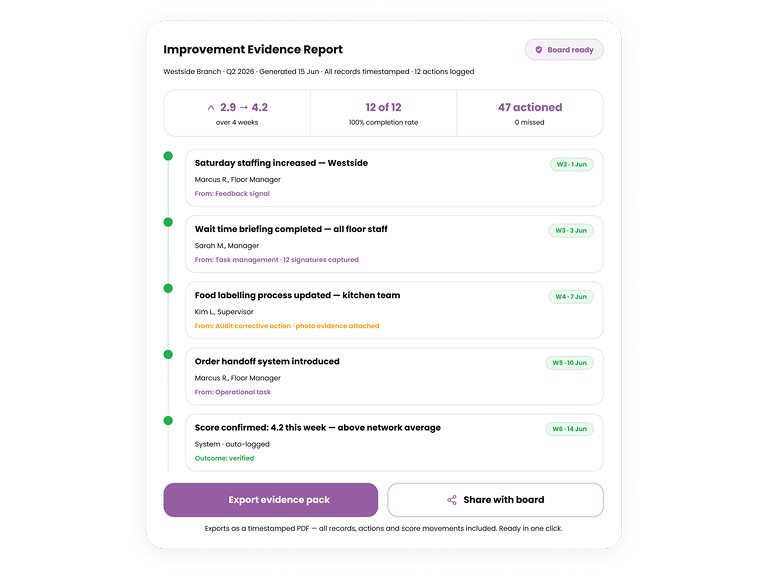 Improvement Evidence Report
Board ready
Westside Branch · Q2 2026 · Generated 15 Jun · All records timestamped · 12 actions logged
2.9 → 4.2
over 4 weeks
12 of 12
100% completion rate
47 actioned
0 missed
Saturday staffing increased — Westside
W3 · 1 Jun
Marcus R., Floor Manager
From: Feedback signal
Wait time briefing completed — all floor staff
W3 · 3 Jun
Sarah M., Manager
From: Task management · 12 signatures captured
Food labelling process updated — kitchen team
W4 · 7 Jun
Kim L., Supervisor
From: Audit corrective action · photo evidence attached
Order handoff system introduced
W5 · 10 Jun
Marcus R., Floor Manager
From: Operational task
Score confirmed: 4.2 this week — above network average
W6 · 14 Jun
System · auto-logged
Outcome: verified
Export evidence pack
Share with board
Exports as a timestamped PDF — all records, actions and score movements included. Ready in one click.